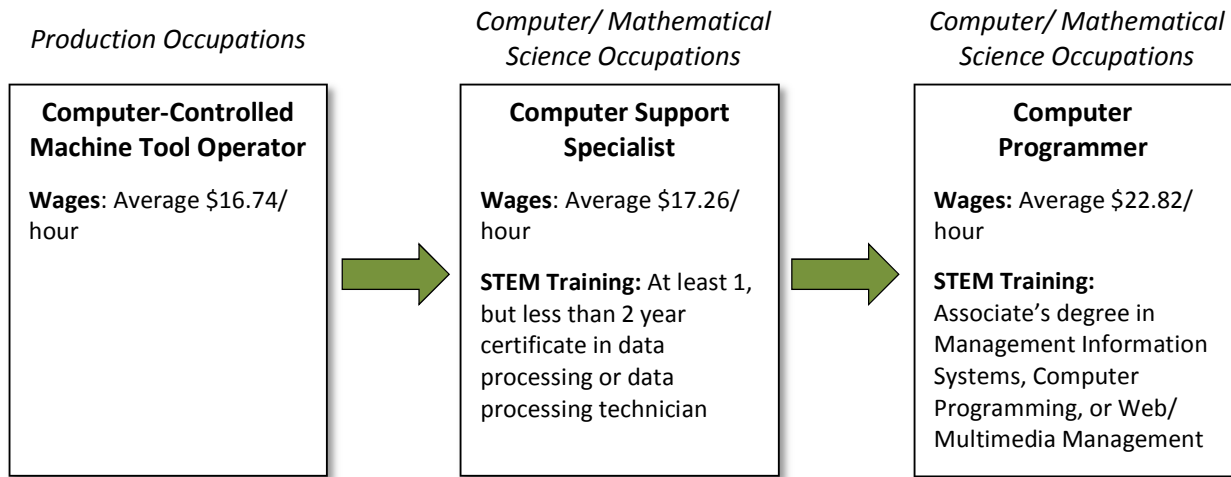 Production Occupations
Computer/ Mathematical
Science Occupations
Computer/ Mathematical
Science Occupations
Computer-Controlled
Machine Tool Operator
Wages: Average $16.74/
hour
Computer Support
Specialist
Wages: Average $17.26/
hour
STEM Training: At least 1,
but less than 2 year
certificate in data
processing or data
processing technician
Computer
Programmer
Wages: Average $22.82/
hour
STEM Training:
Associate’s degree in
Management Information
Systems, Computer
Programming, or Web/
Multimedia Management